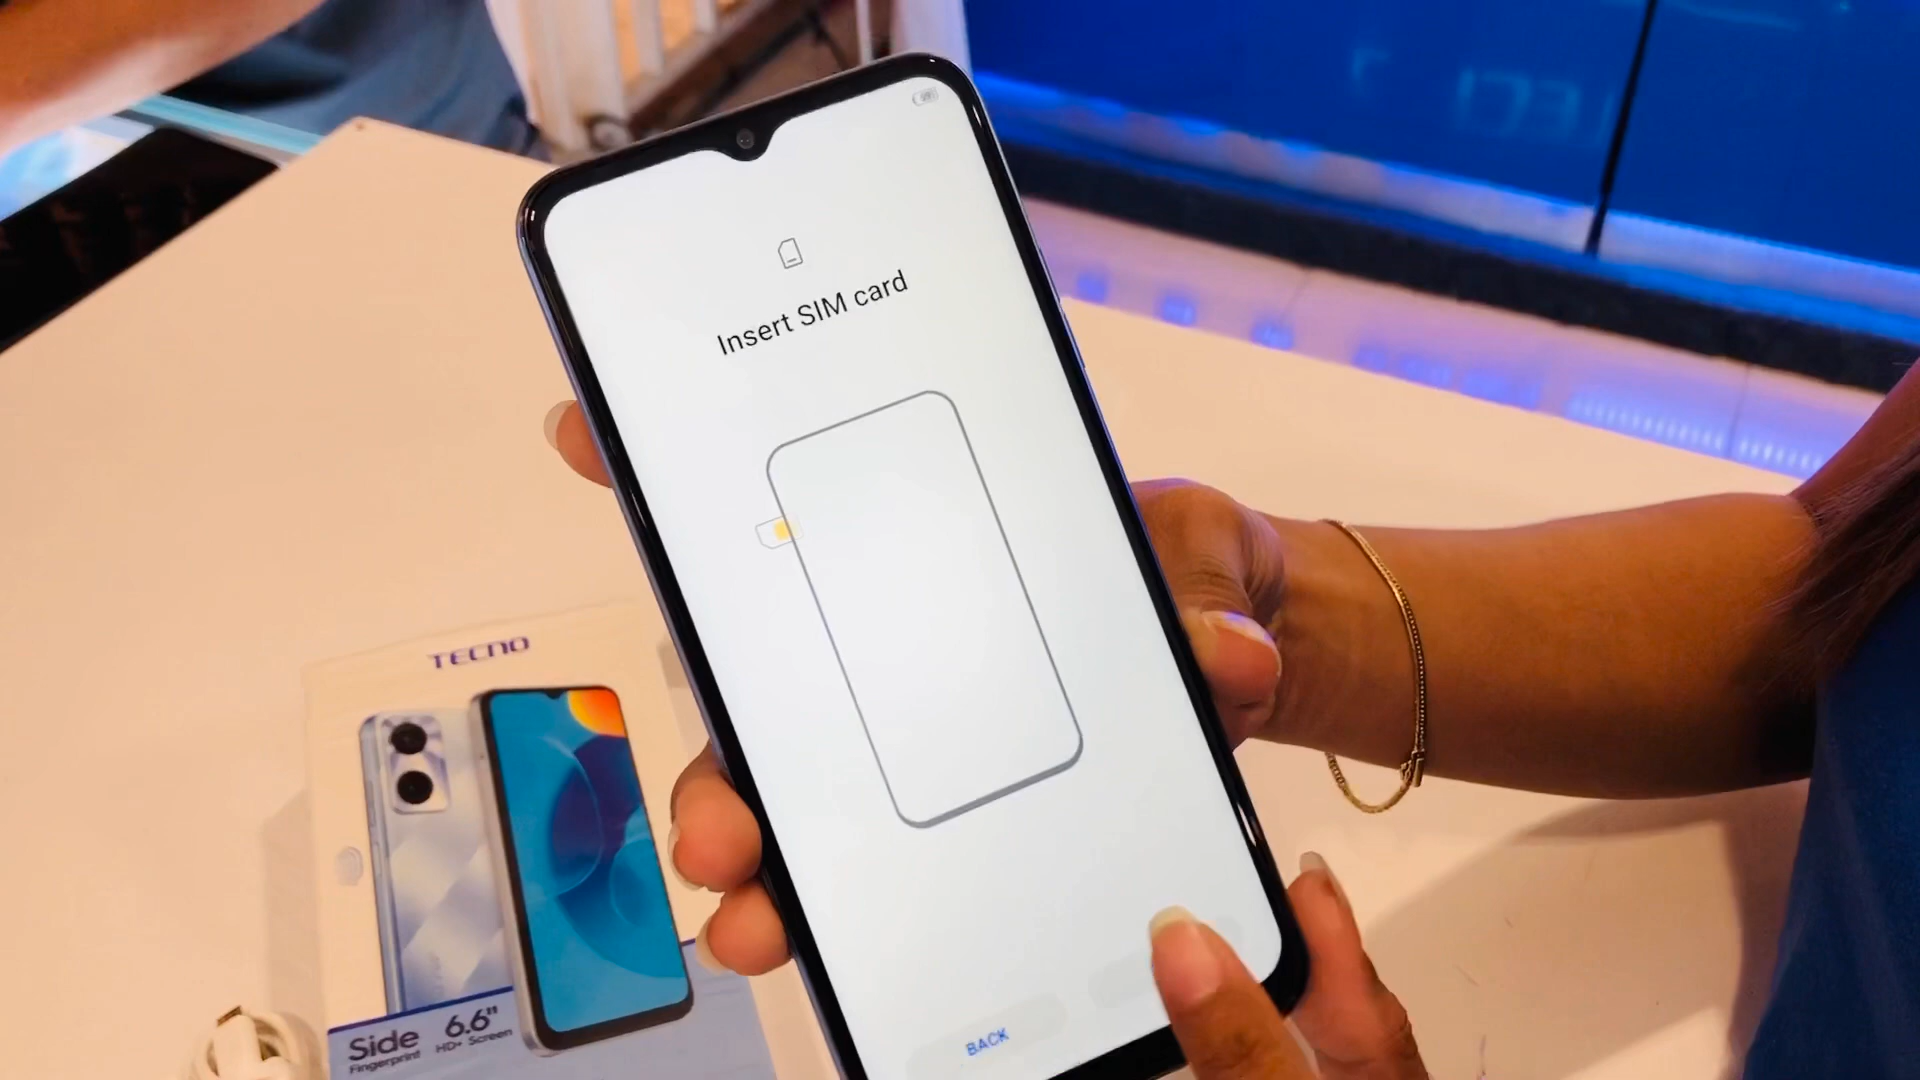 Insert SIM card
BACK
TECNO
Side
Fingerprint
6.6"
HD+ Screen